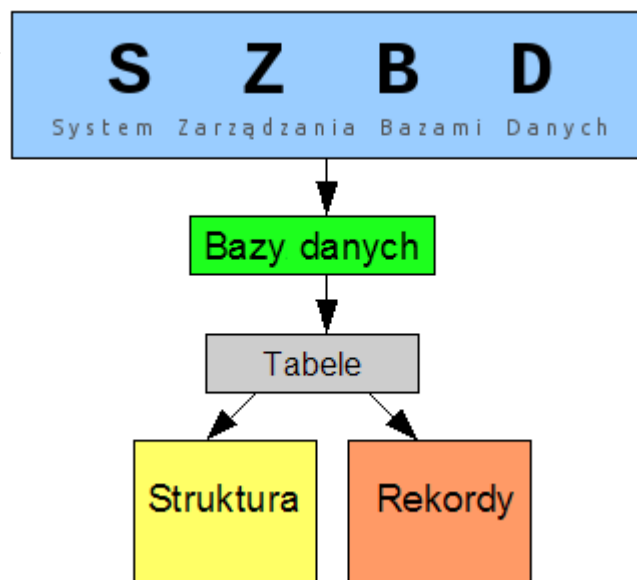 S Z B D
System Zarządzania Bazami Danych
Bazy danych
Tabele
Struktura
Rekordy